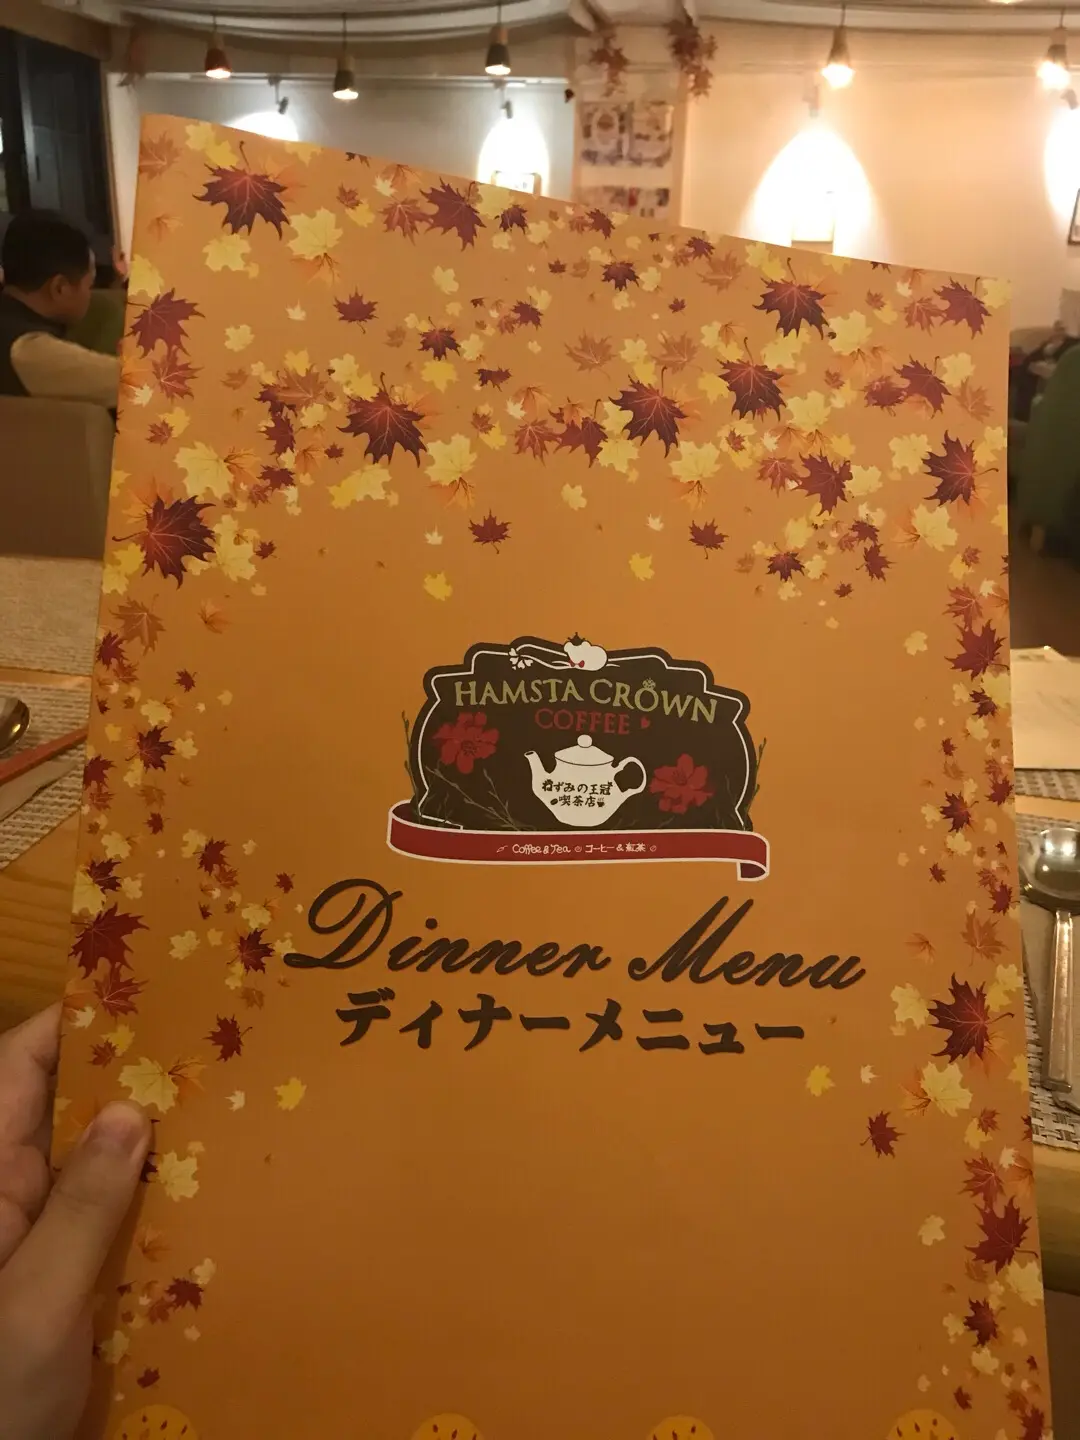 HAMSTA CROWN
COFFEE
ねずみの王冠
喫茶店
Coffee & Tea コーヒー & 紅茶
Dinner Menu
ディナーメニュー